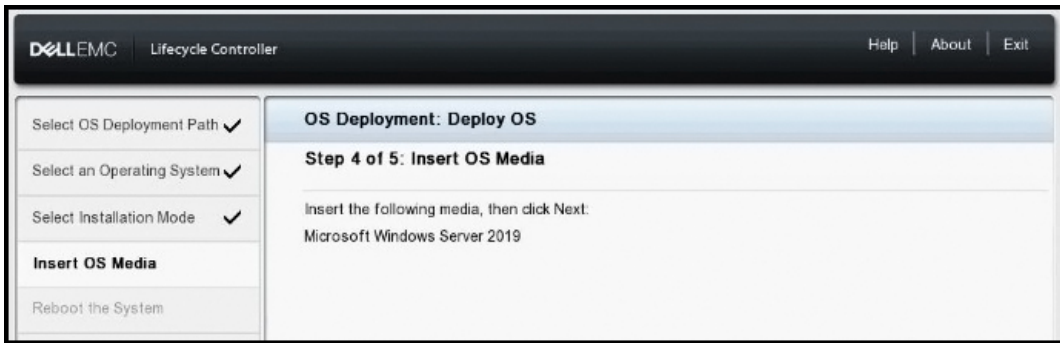 DELLEMC Lifecycle Controller
Help | About | Exit
Select OS Deployment Path ✓
Select an Operating System ✓
Select Installation Mode ✓
Insert OS Media
Reboot the System
OS Deployment: Deploy OS
Step 4 of 5: Insert OS Media
Insert the following media, then click Next:
Microsoft Windows Server 2019